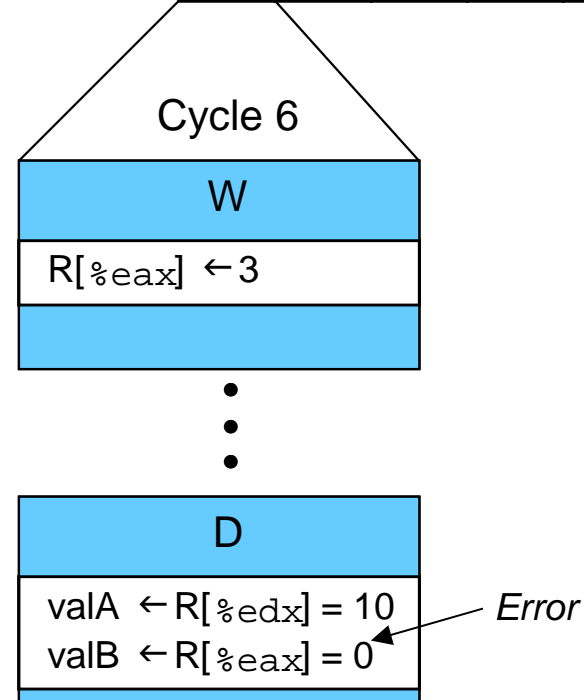 Cycle 6
W
R[%eax] ←3
D
valA ←R[%edx] = 10
valB ←R[%eax] = 0
Error